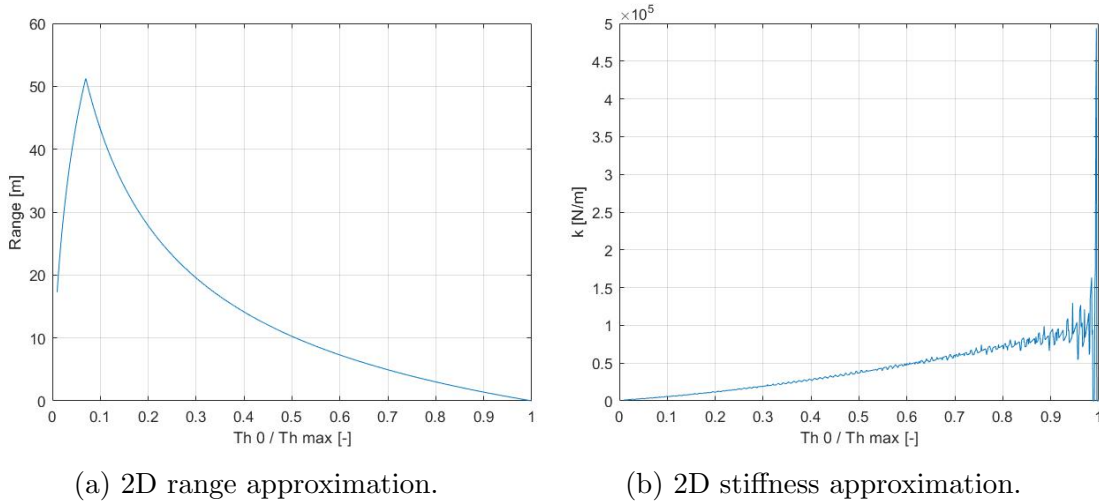 60
50
40
30
20
10
0
Range [m]
0 0.1 0.2 0.3 0.4 0.5 0.6 0.7 0.8 0.9 1
Th 0 / Th max [-]
(a) 2D range approximation.
×10⁵
5
4.5
4
3.5
3
2.5
2
1.5
1
0.5
0
k [N/m]
0 0.1 0.2 0.3 0.4 0.5 0.6 0.7 0.8 0.9 1
Th 0 / Th max [-]
(b) 2D stiffness approximation.